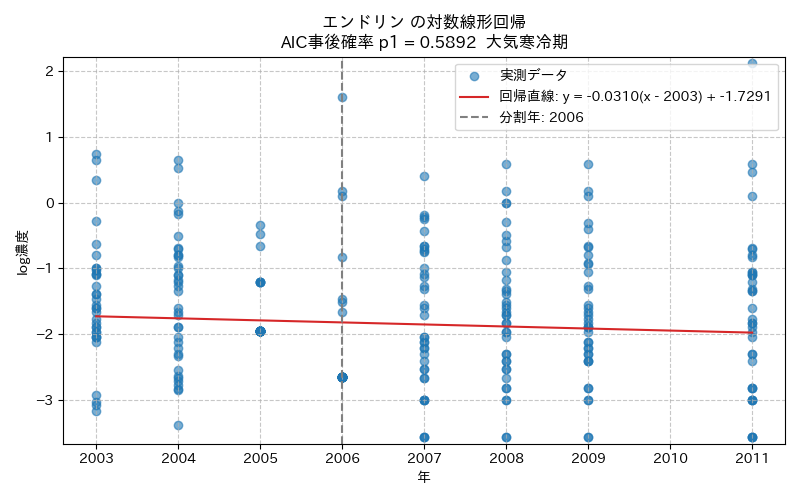 エンドリン の対数線形回帰
AIC事後確率 p1 = 0.5892  大気寒冷期
実測データ
回帰直線: y = -0.0310(x - 2003) + -1.7291
分割年: 2006
log濃度
2
1
0
−1
−2
−3
2003 2004 2005 2006 2007 2008 2009 2010 2011
年